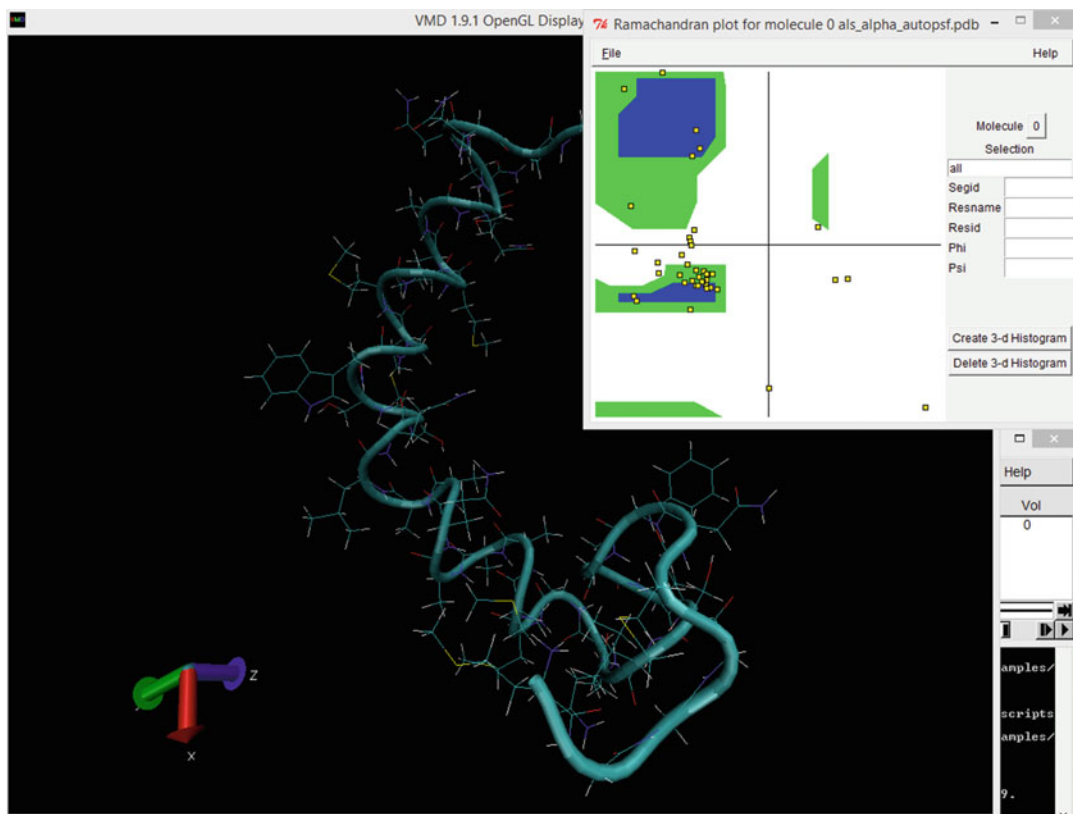 VMD 1.9.1 OpenGL Display
Ramachandran plot for molecule 0 als_alpha_autopsf.pdb
File Help
Molecule 0
Selection
all
Segid
Resname
Resid
Phi
Psi
Create 3-d Histogram
Delete 3-d Histogram
Help
Vol
0
Z
X
amples/
scripts
amples/
9.